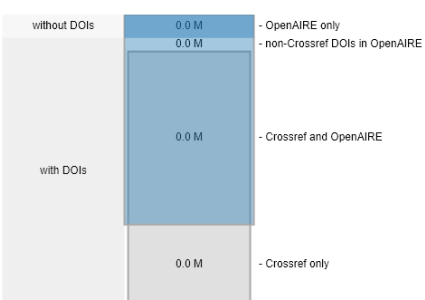 without DOIs 0.0 M - OpenAIRE only
0.0 M - non-Crossref DOIs in OpenAIRE
0.0 M - Crossref and OpenAIRE
with DOIs
0.0 M - Crossref only